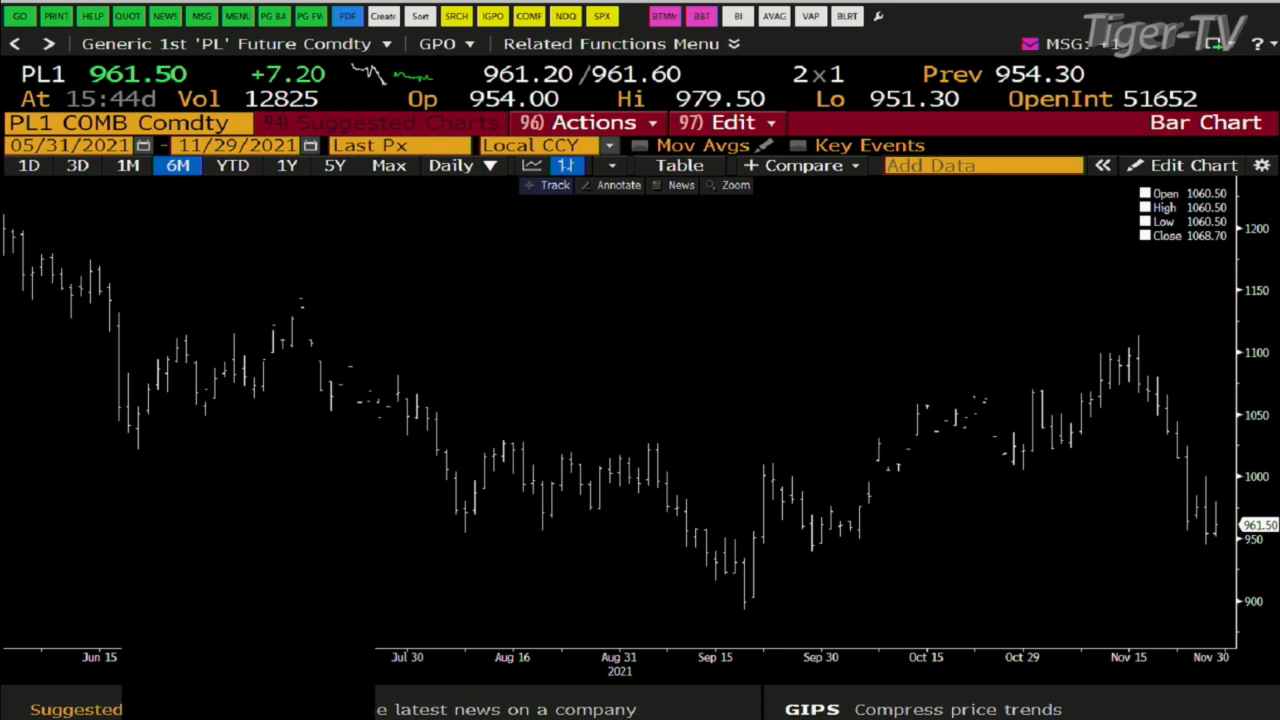 GO PRINT HELP QUOT NEWS MSG MENU PG BA PG FW PDF Create Sort SRCH IGPO COMF NDQ SPX BTMM BBT BI AVAG VAP BLRT
< > Generic 1st 'PL' Future Comdty GPO Related Functions Menu MSG: +1 ?
Tiger-TV
PL1 961.50 +7.20 961.20 /961.60 2x1 Prev 954.30
At 15:44d Vol 12825 Op 954.00 Hi 979.50 Lo 951.30 OpenInt 51652
PL1 COMB Comdty 94) Suggested Charts 96) Actions 97) Edit Bar Chart
05/31/2021 - 11/29/2021 Last Px Local CCY Mov Avgs Key Events
1D 3D 1M 6M YTD 1Y 5Y Max Daily Table + Compare Add Data « Edit Chart
Track Annotate News Zoom
Open 1060.50
High 1060.50
Low 1060.50
Close 1068.70
1200
1150
1100
1050
1000
961.50
950
900
Jun 15 Jul 30 Aug 16 Aug 31 Sep 15 Sep 30 Oct 15 Oct 29 Nov 15 Nov 30
2021
Suggested e latest news on a company GIPS Compress price trends